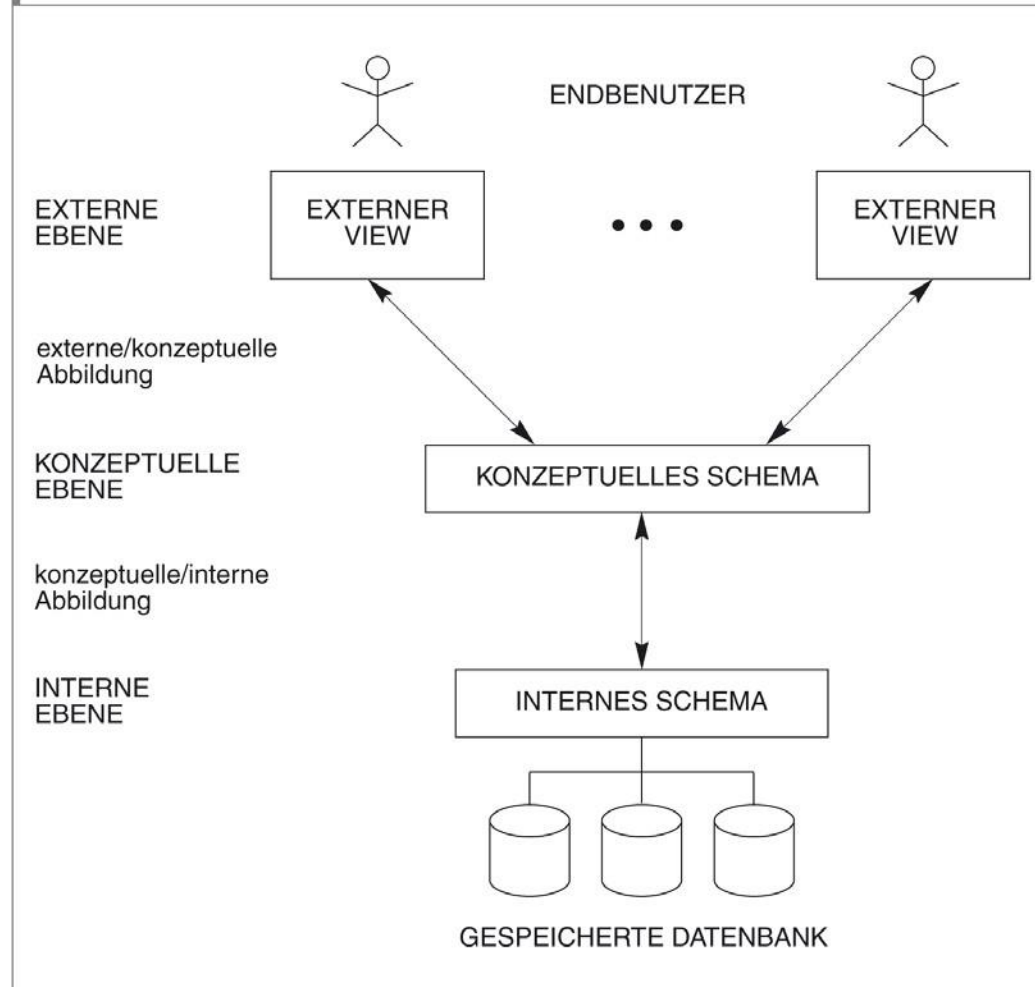 ENDBENUTZER
EXTERNE
EBENE
EXTERNER
VIEW
EXTERNER
VIEW
externe/konzeptuelle
Abbildung
KONZEPTUELLE
EBENE
KONZEPTUELLES SCHEMA
konzeptuelle/interne
Abbildung
INTERNE
EBENE
INTERNES SCHEMA
GESPEICHERTE DATENBANK